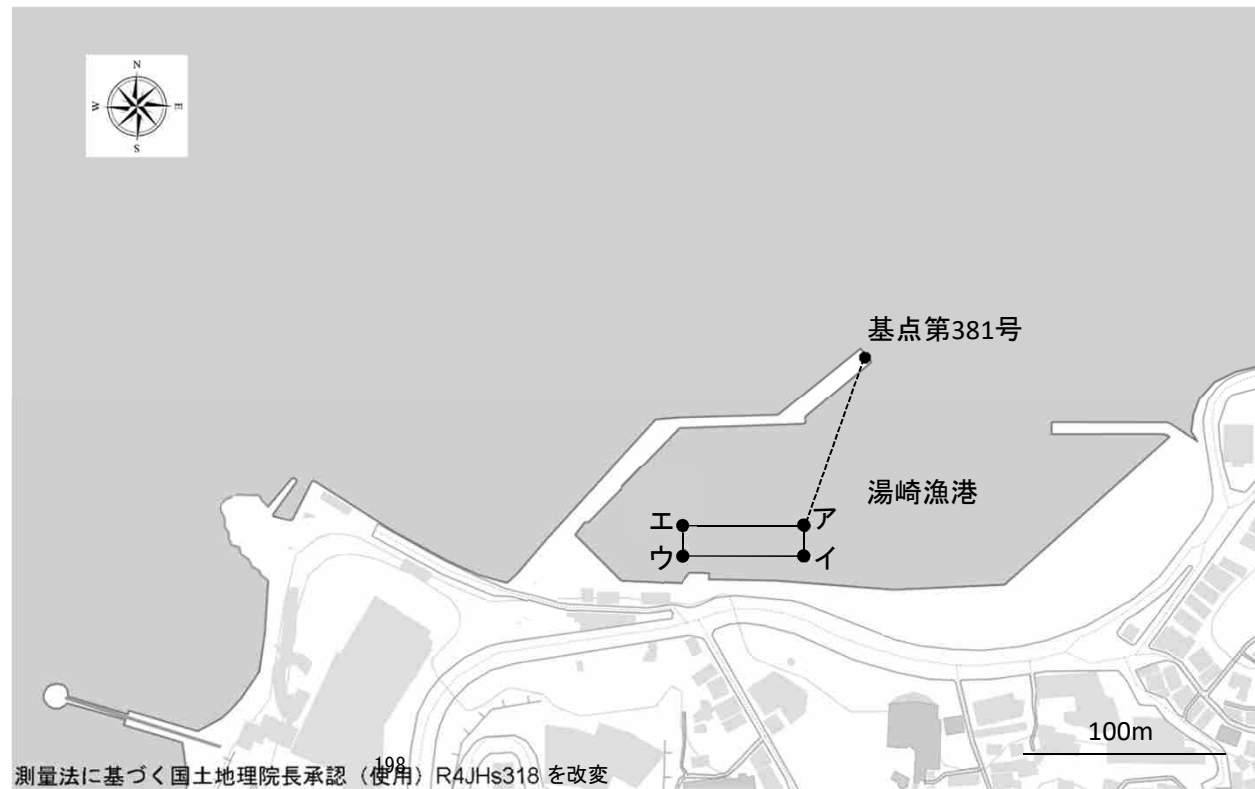 N
W
E
S
基点第381号
湯崎漁港
エ
ア
ウ
イ
100m
198
測量法に基づく国土地理院長承認（使用）R4JHs318 を改変